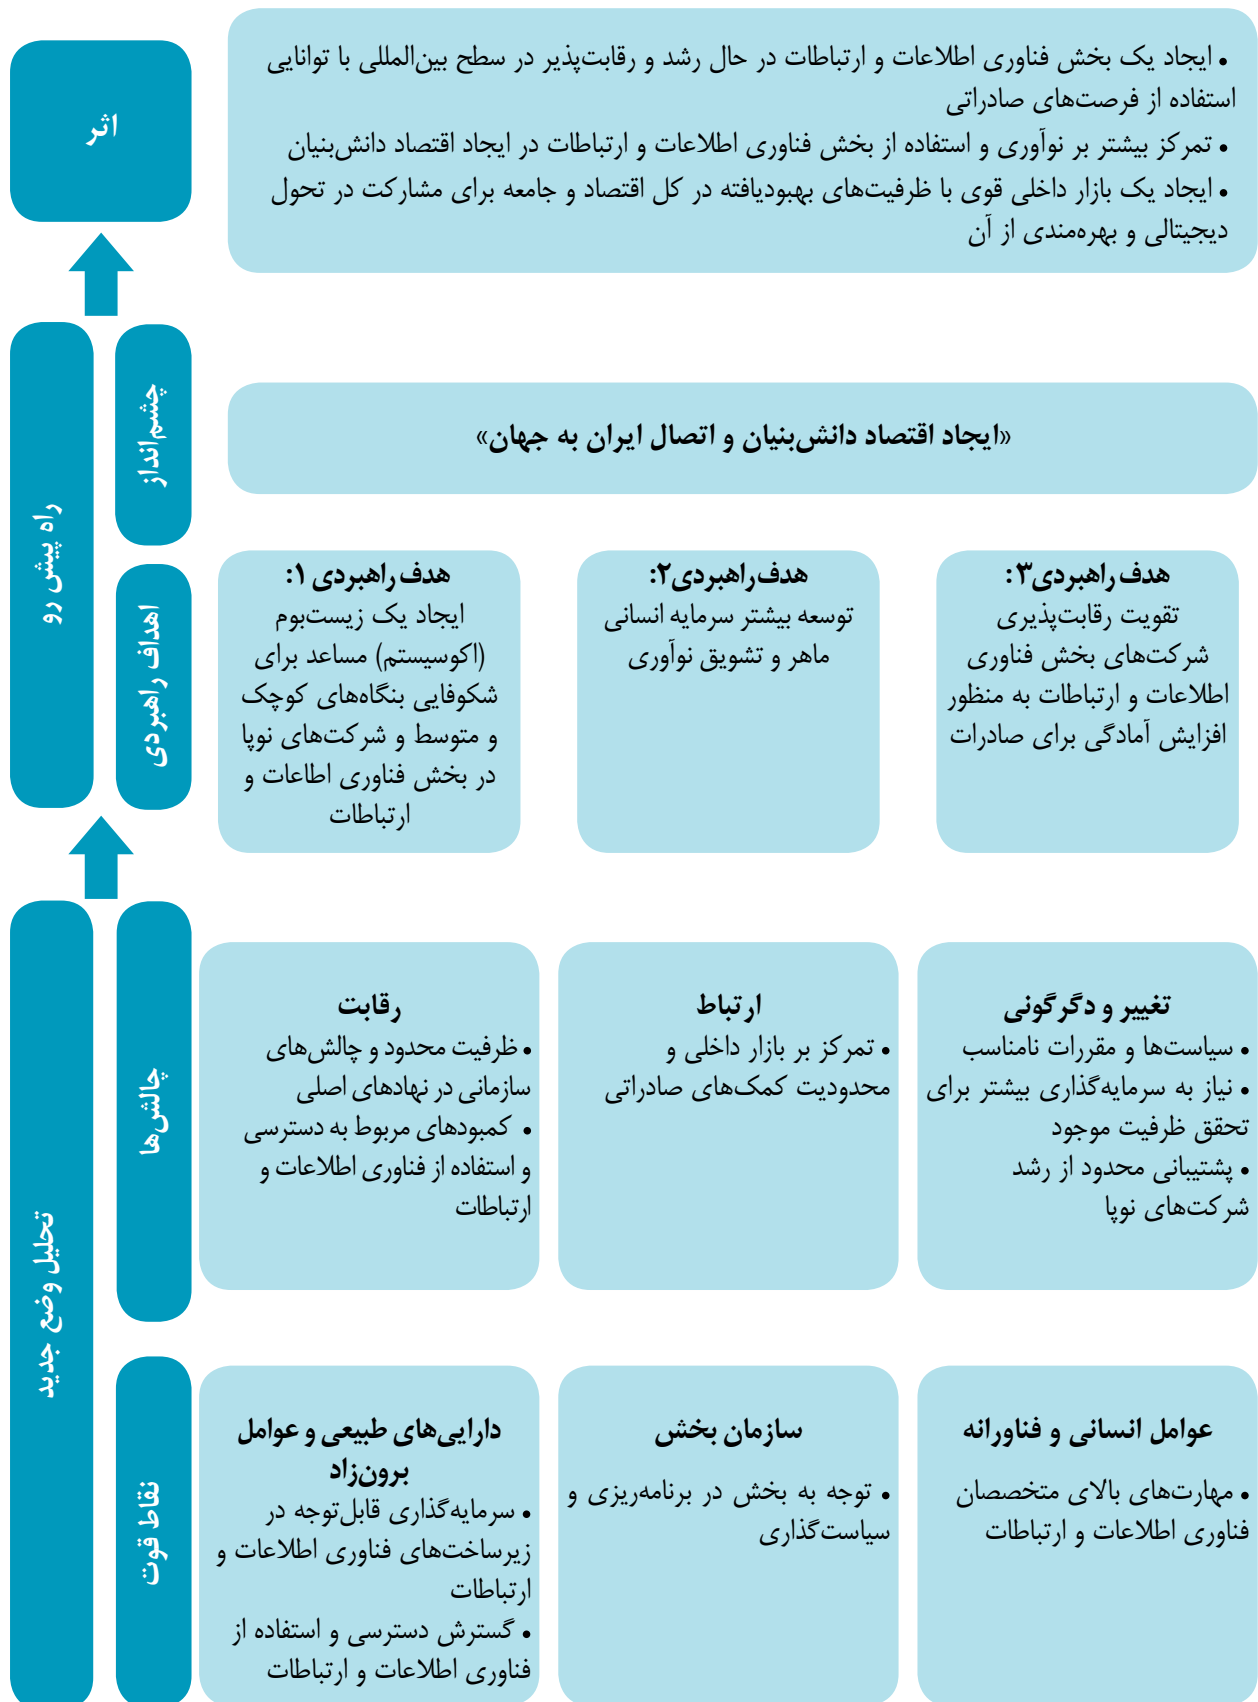 اثر
• ایجاد یک بخش فناوری اطلاعات و ارتباطات در حال رشد و رقابت‌پذیر در سطح بین‌المللی با توانایی
استفاده از فرصت‌های صادراتی
• تمرکز بیشتر بر نوآوری و استفاده از بخش فناوری اطلاعات و ارتباطات در ایجاد اقتصاد دانش‌بنیان
• ایجاد یک بازار داخلی قوی با ظرفیت‌های بهبودیافته در کل اقتصاد و جامعه برای مشارکت در تحول
دیجیتالی و بهره‌مندی از آن
راه پیش رو
چشم‌انداز
«ایجاد اقتصاد دانش‌بنیان و اتصال ایران به جهان»
اهداف راهبردی
هدف راهبردی۳:
تقویت رقابت‌پذیری
شرکت‌های بخش فناوری
اطلاعات و ارتباطات به منظور
افزایش آمادگی برای صادرات
هدف‌راهبردی۲:
توسعه بیشتر سرمایه انسانی
ماهر و تشویق نوآوری
هدف راهبردی ۱:
ایجاد یک زیست‌بوم
(اکوسیستم) مساعد برای
شکوفایی بنگاه‌های کوچک
و متوسط و شرکت‌های نوپا
در بخش فناوری اطاعات و
ارتباطات
تحلیل وضع جدید
چالش‌ها
تغییر و دگرگونی
• سیاست‌ها و مقررات نامناسب
• نیاز به سرمایه‌گذاری بیشتر برای
تحقق ظرفیت موجود
• پشتیبانی محدود از رشد
شرکت‌های نوپا
ارتباط
• تمرکز بر بازار داخلی و
محدودیت کمک‌های صادراتی
رقابت
• ظرفیت محدود و چالش‌های
سازمانی در نهادهای اصلی
• کمبودهای مربوط به دسترسی
و استفاده از فناوری اطلاعات و
ارتباطات
نقاط قوت
عوامل انسانی و فناورانه
• مهارت‌های بالای متخصصان
فناوری اطلاعات و ارتباطات
سازمان بخش
• توجه به بخش در برنامه‌ریزی و
سیاست‌گذاری
دارایی‌های طبیعی و عوامل
برون‌زاد
• سرمایه‌گذاری قابل‌توجه در
زیرساخت‌های فناوری اطلاعات و
ارتباطات
• گسترش دسترسی و استفاده از
فناوری اطلاعات و ارتباطات